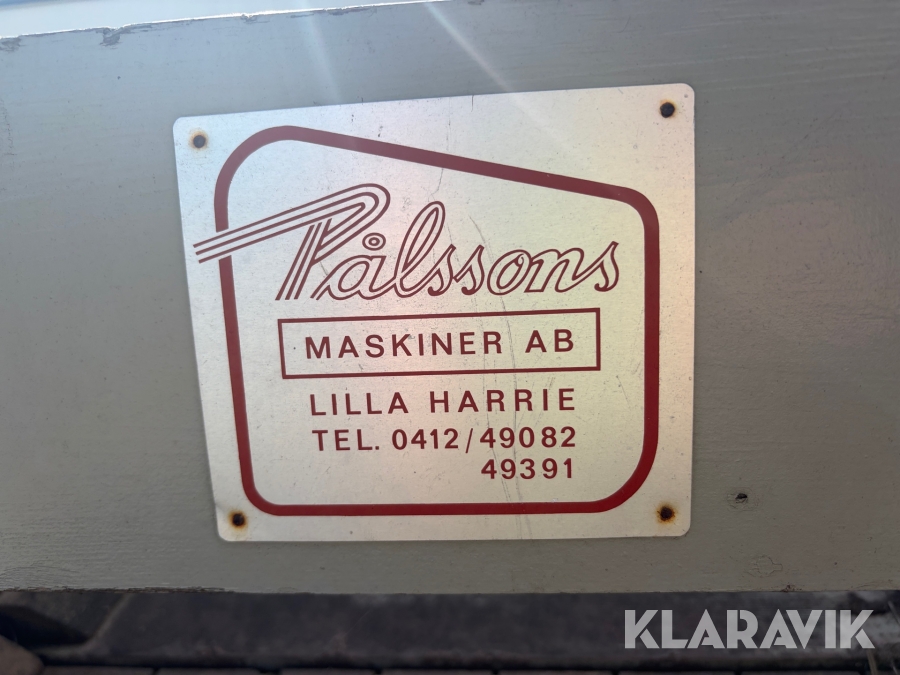 Pålssons
MASKINER AB
LILLA HARRIE
TEL. 0412/49082
49391
KLARAVIK